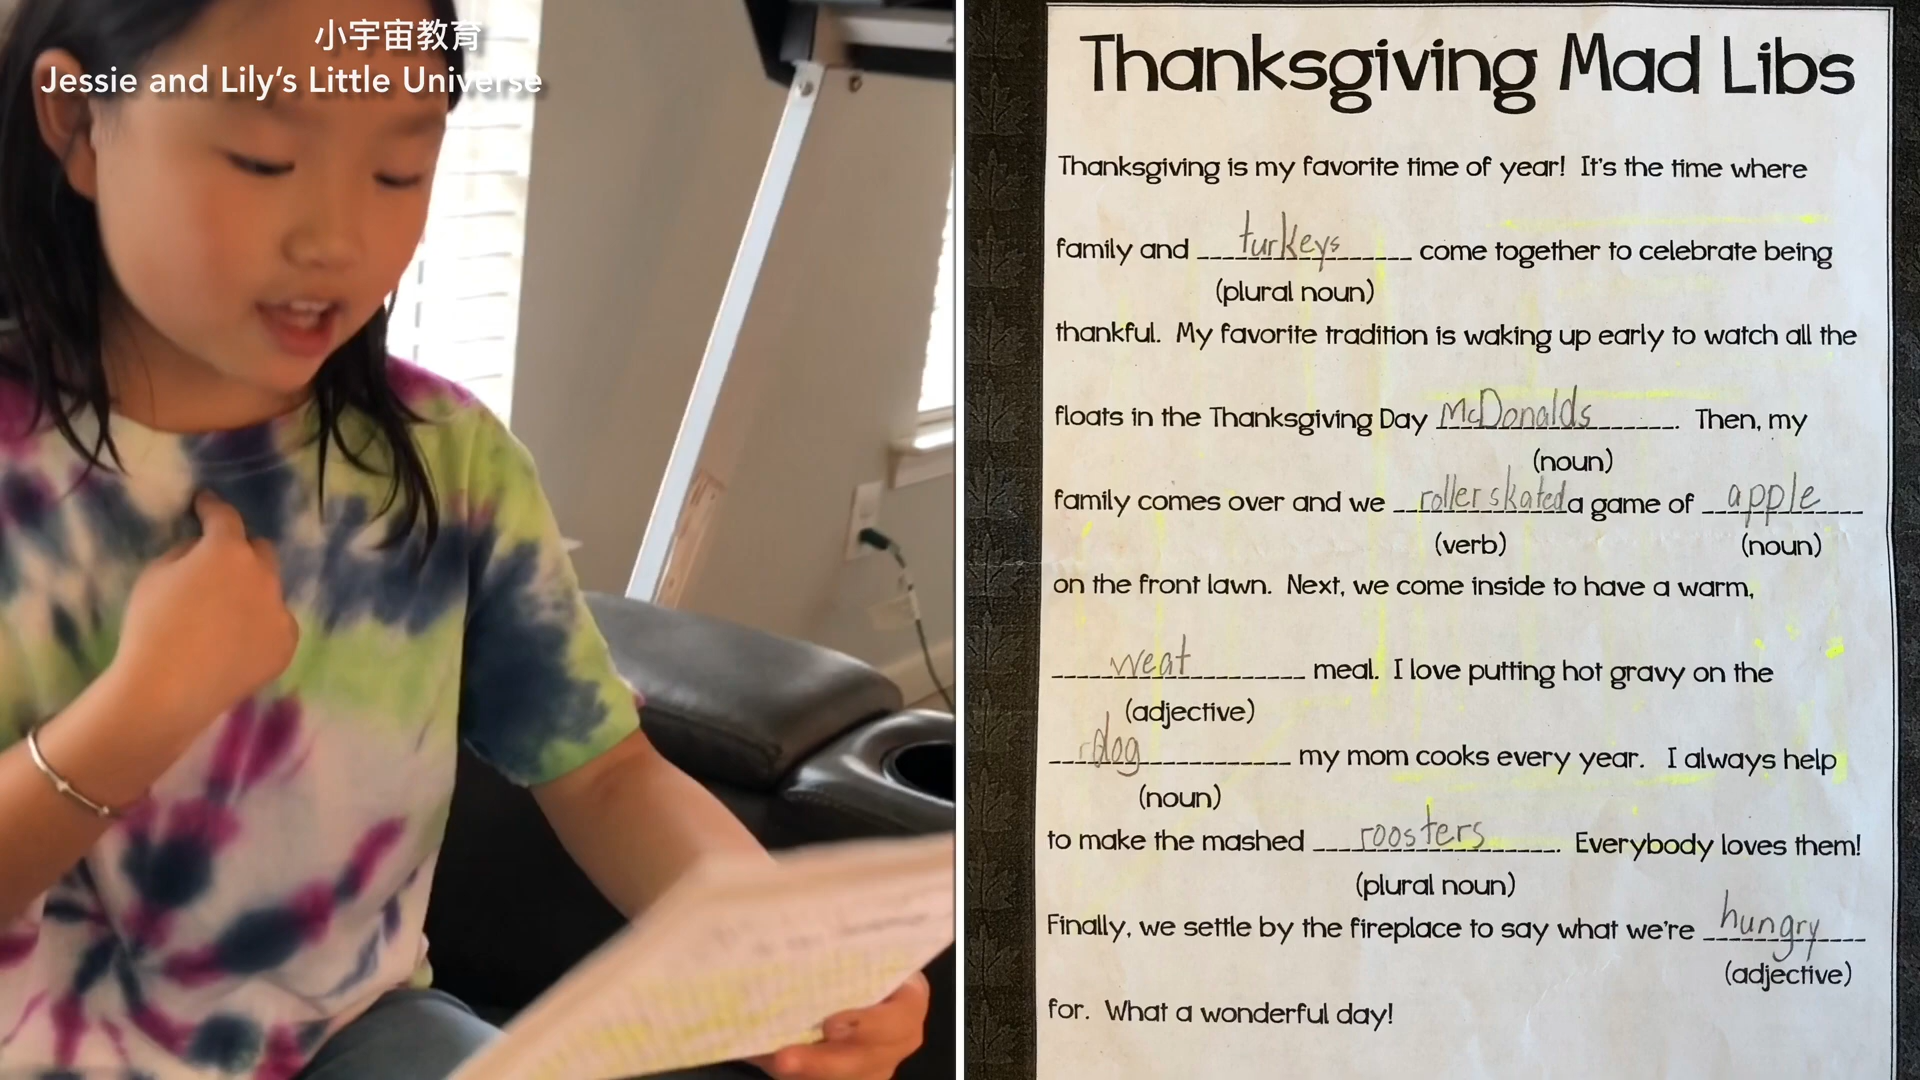 小宇宙教育
Jessie and Lily's Little Universe
Thanksgiving Mad Libs
Thanksgiving is my favorite time of year! It's the time where
family and turkeys come together to celebrate being
(plural noun)
thankful. My favorite tradition is waking up early to watch all the
floats in the Thanksgiving Day McDonalds. Then, my
(noun)
family comes over and we roller skated a game of apple
(verb) (noun)
on the front lawn. Next, we come inside to have a warm,
weat meal. I love putting hot gravy on the
(adjective)
dog my mom cooks every year. I always help
(noun)
to make the mashed roosters. Everybody loves them!
(plural noun)
Finally, we settle by the fireplace to say what we're hungry
(adjective)
for. What a wonderful day!